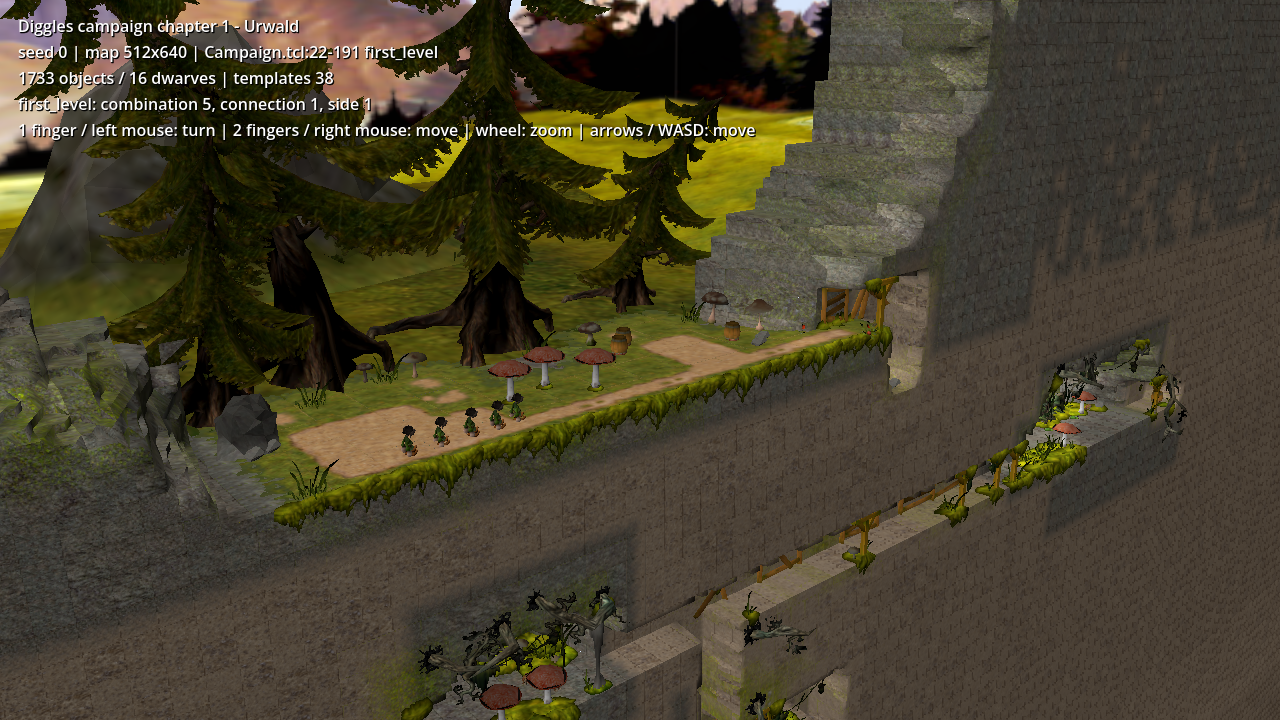 Diggles campaign chapter 1 - Urwald
seed 0 | map 512x640 | Campaign.tcl:22-191 first_level
1733 objects / 16 dwarves | templates 38
first_level: combination 5, connection 1, side 1
1 finger / left mouse: turn | 2 fingers / right mouse: move | wheel: zoom | arrows / WASD: move